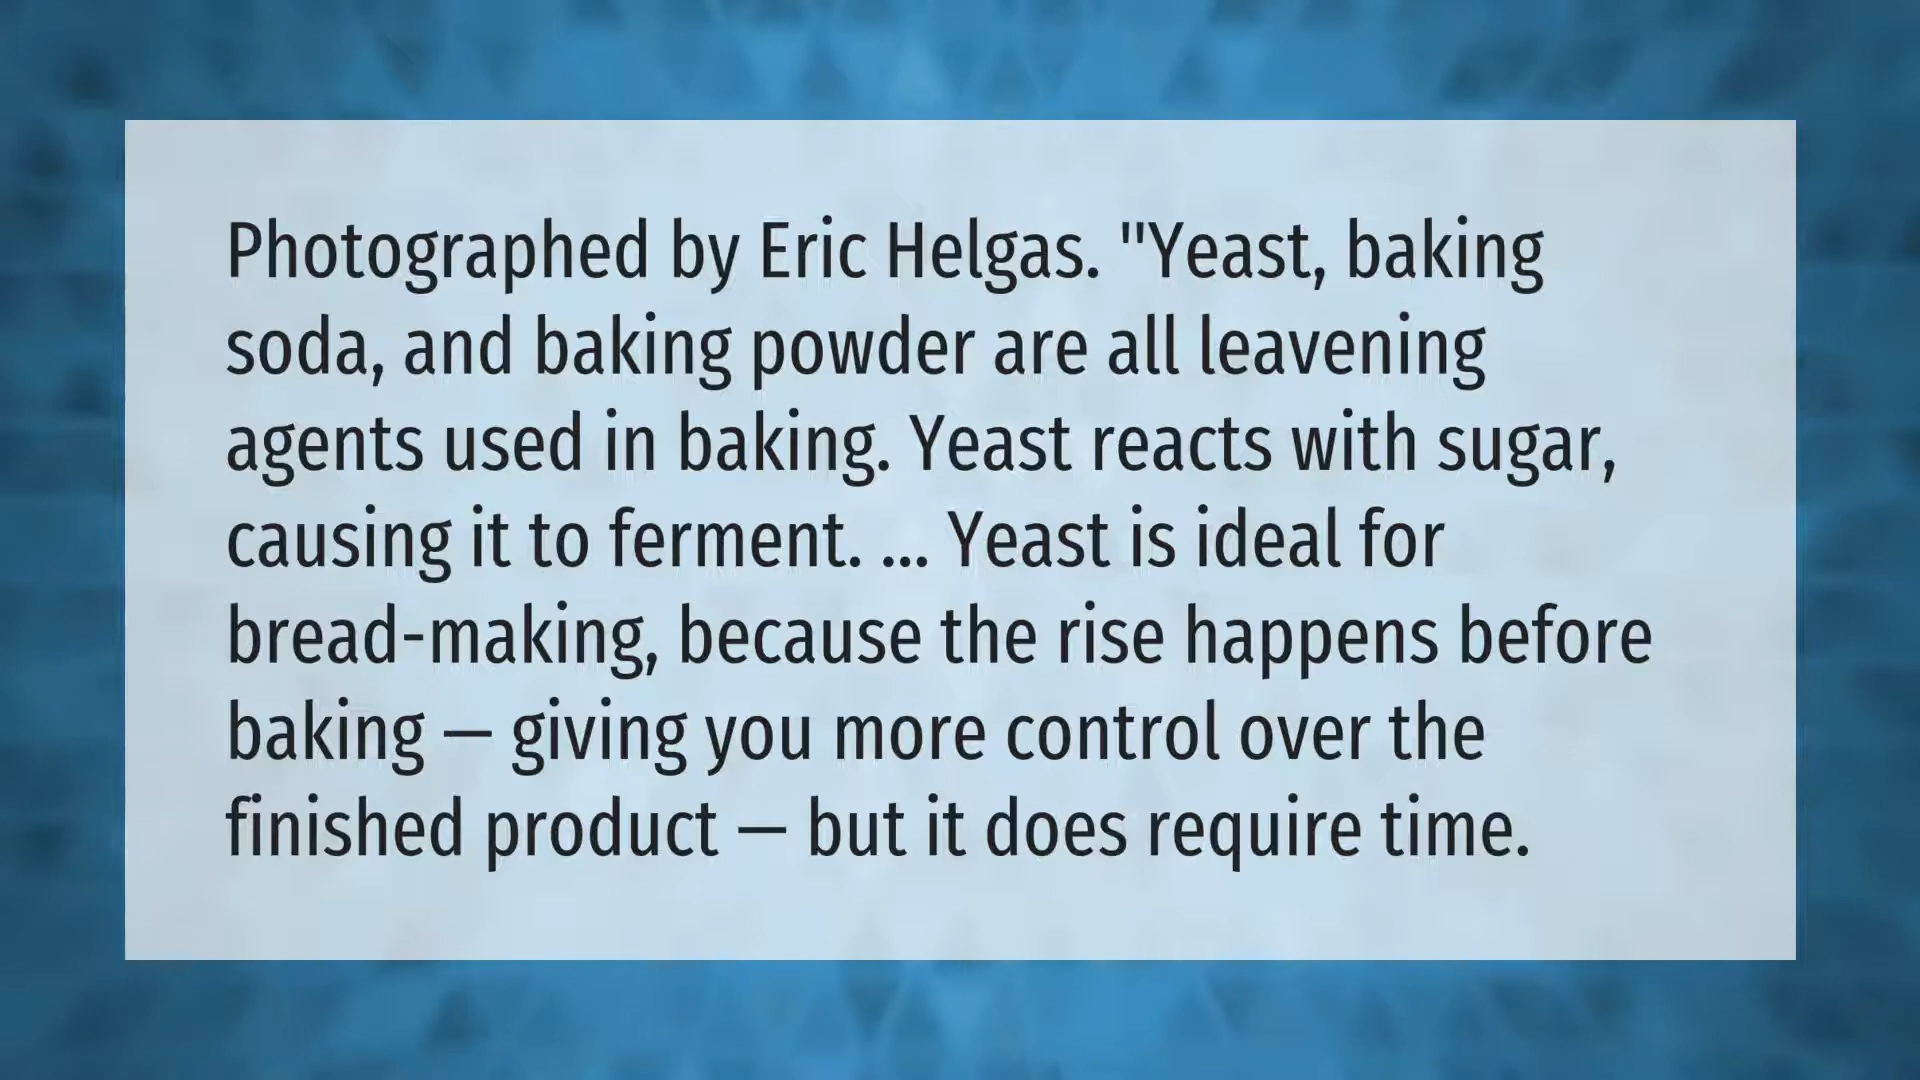 Photographed by Eric Helgas. "Yeast, baking
soda, and baking powder are all leavening
agents used in baking. Yeast reacts with sugar,
causing it to ferment. ... Yeast is ideal for
bread-making, because the rise happens before
baking — giving you more control over the
finished product — but it does require time.